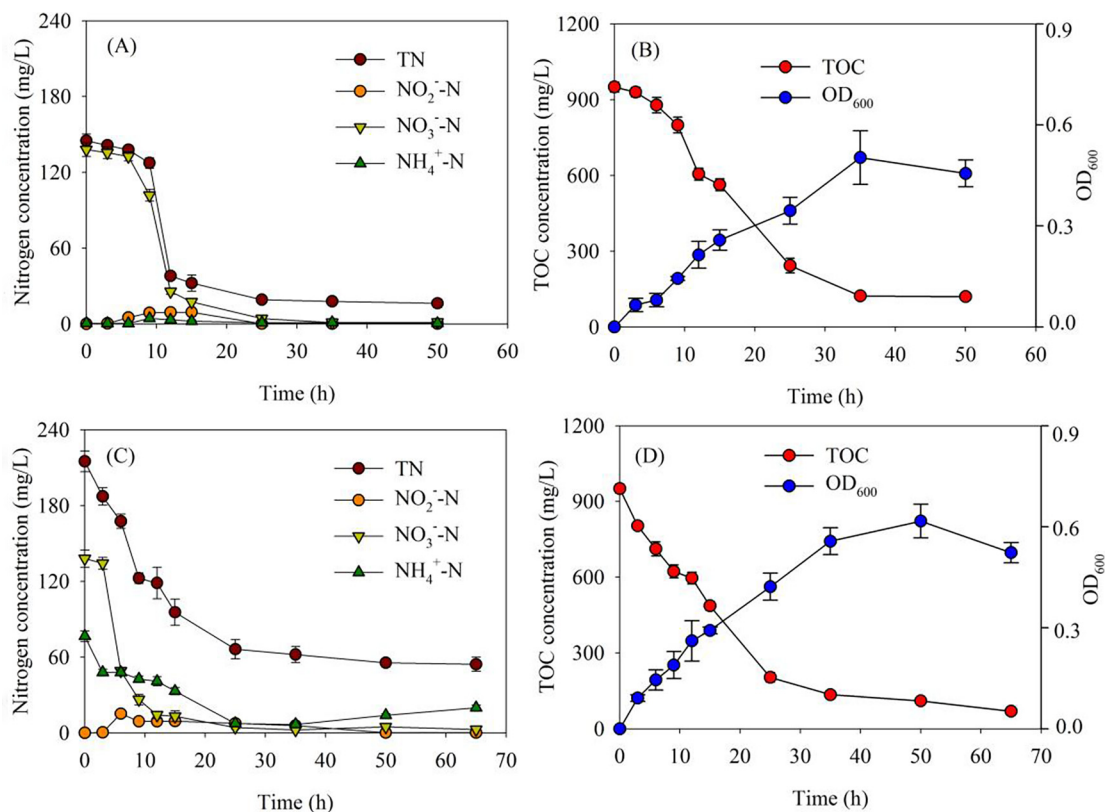 (A)
TN
NO2--N
NO3--N
NH4+-N
Nitrogen concentration (mg/L)
240
180
120
60
0
0 10 20 30 40 50 60
Time (h)
(B)
TOC
OD600
TOC concentration (mg/L)
1200
900
600
300
0
0.9
0.6
0.3
0.0
OD600
0 10 20 30 40 50 60
Time (h)
(C)
TN
NO2--N
NO3--N
NH4+-N
Nitrogen concentration (mg/L)
240
180
120
60
0
0 10 20 30 40 50 60 70
Time (h)
(D)
TOC
OD600
TOC concentration (mg/L)
1200
900
600
300
0
0.9
0.6
0.3
0.0
OD600
0 10 20 30 40 50 60 70
Time (h)